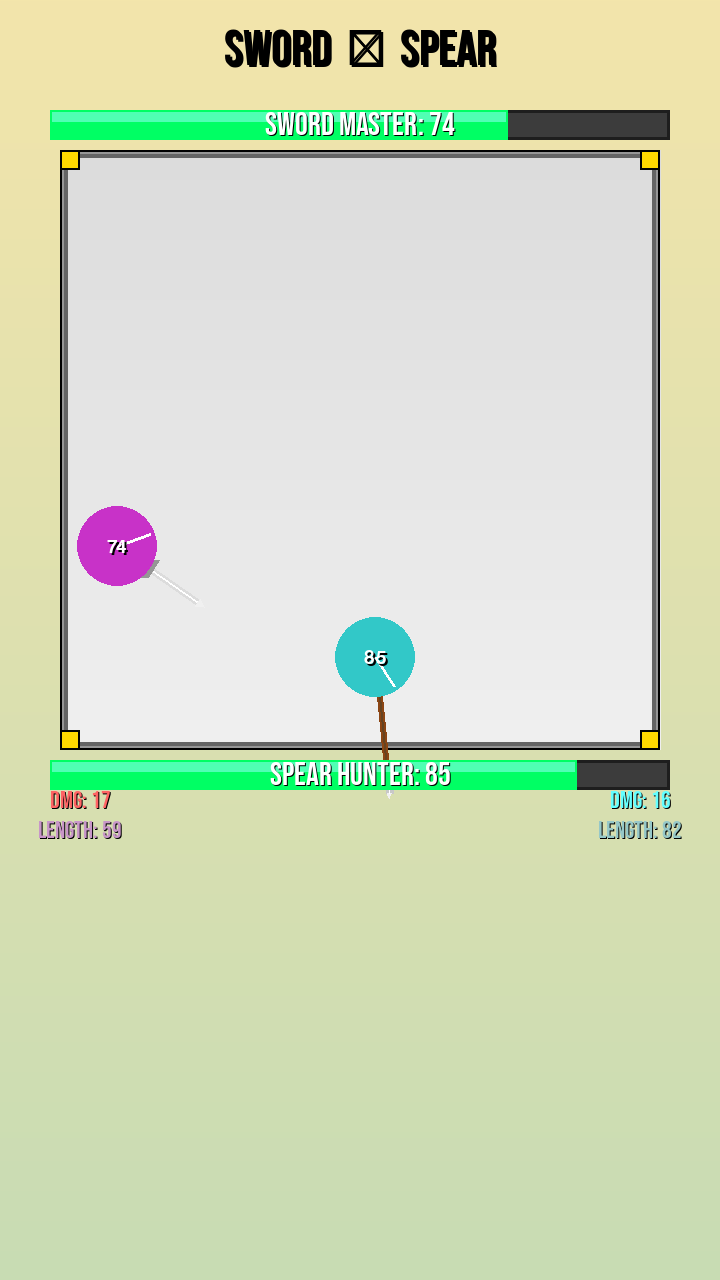 SWORD SPEAR
SWORD MASTER: 74
74
85
SPEAR HUNTER: 85
DMG: 17 DMG: 16
LENGTH: 59 LENGTH: 82